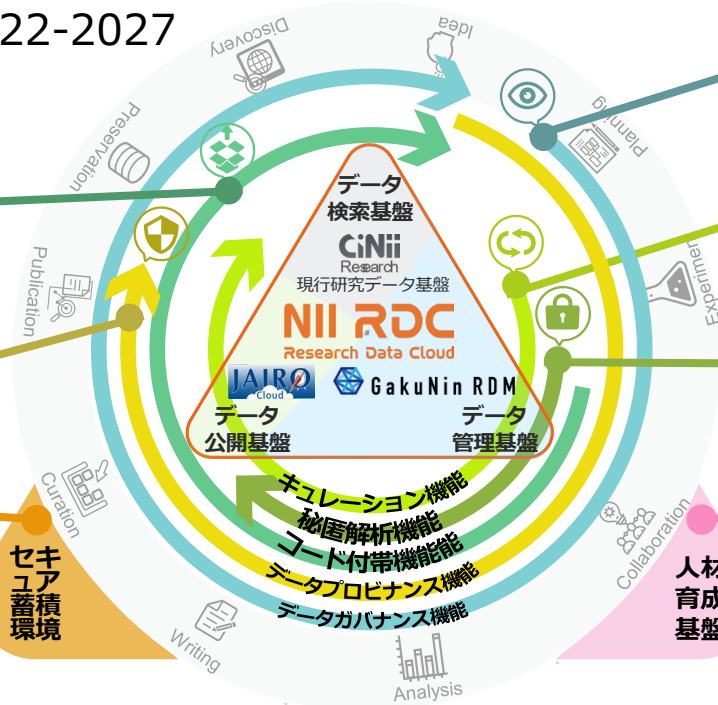 22-2027
Discovery
Idea
Preservation
Planning
データ
検索基盤
CiNii
Research
現行研究データ基盤
Publication
Experimen
NII RDC
Research Data Cloud
JAIRO
Cloud
GakuNin RDM
データ
公開基盤
データ
管理基盤
キュレーション機能
秘匿解析機能
コード付帯機能能
データプロビナンス機能
データガバナンス機能
Curation
Collaboration
セキ
ュア
蓄積
環境
人材
育成
基盤
Writing
Analysis